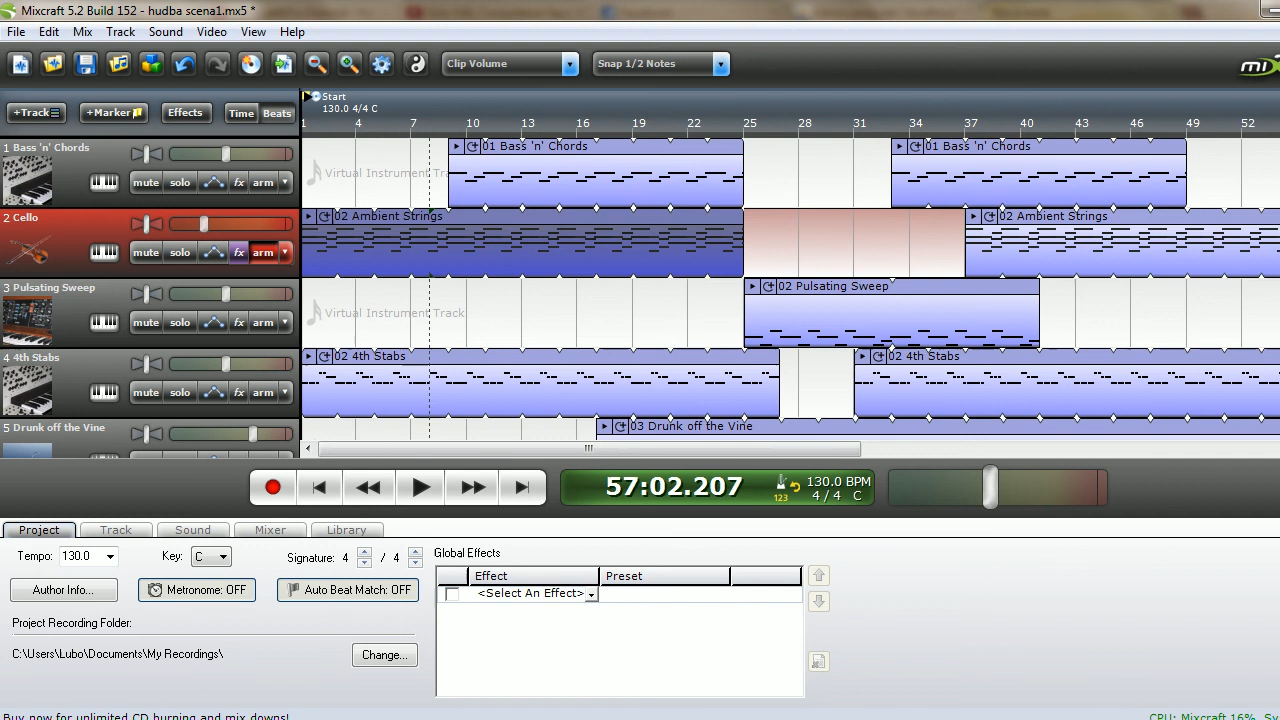 Mixcraft 5.2 Build 152 - hudba scena1.mx5 *
File Edit Mix Track Sound Video View Help
Clip Volume Snap 1/2 Notes
+Track +Marker Effects Time Beats
Start
130.0 4/4 C
1 4 7 10 13 16 19 22 25 28 31 34 37 40 43 46 49 52
1 Bass 'n' Chords
mute solo fx arm
Virtual Instrument Tra
01 Bass 'n' Chords
01 Bass 'n' Chords
2 Cello
mute solo fx arm
02 Ambient Strings
02 Ambient Strings
3 Pulsating Sweep
mute solo fx arm
Virtual Instrument Track
02 Pulsating Sweep
4 4th Stabs
mute solo fx arm
02 4th Stabs
02 4th Stabs
5 Drunk off the Vine
03 Drunk off the Vine
57:02.207
123
130.0 BPM
4 / 4 C
Project Track Sound Mixer Library
Tempo: 130.0 Key: C Signature: 4 / 4
Author Info... Metronome: OFF Auto Beat Match: OFF
Project Recording Folder:
C:\Users\Lubo\Documents\My Recordings\ Change...
Global Effects
Effect Preset
<Select An Effect>
Buy now for unlimited CD burning and mix downs!
CPU: Mixcraft 16%, Sy